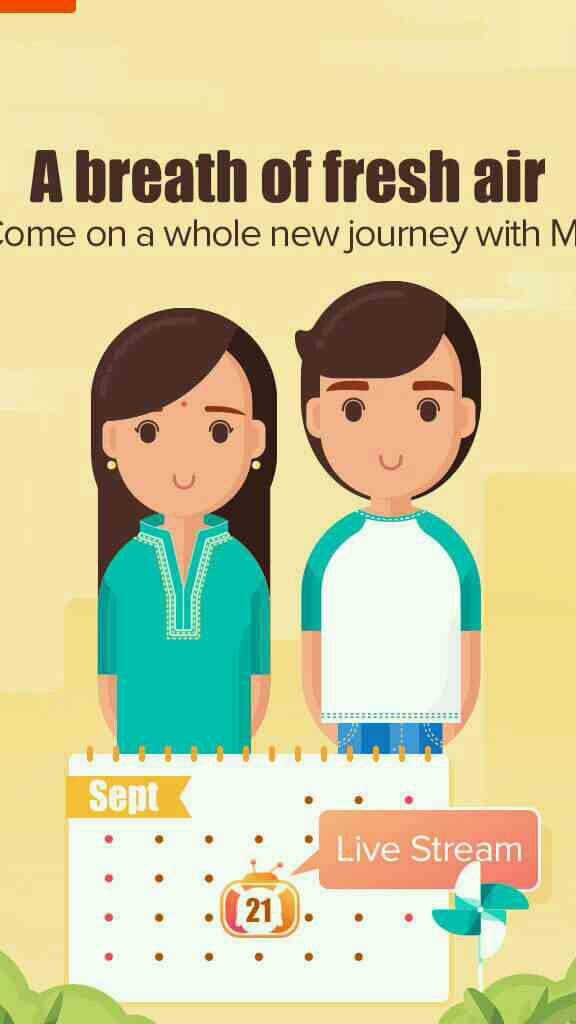 A breath of fresh air
Come on a whole new journey with M
Sept
Live Stream
21